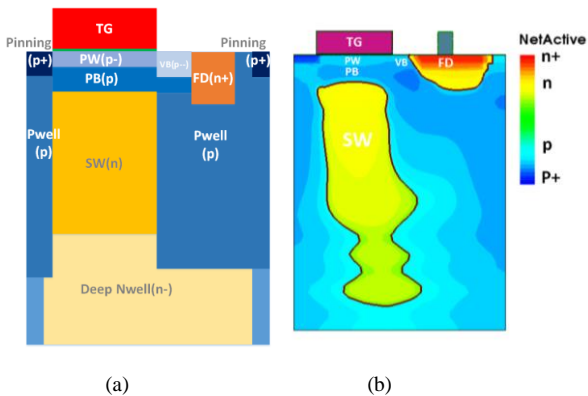 TG
Pinning
Pinning
(p+)
PW(p-)
VB(p--)
(p+)
PB(p)
FD(n+)
Pwell
(p)
Pwell
(p)
SW(n)
Deep Nwell(n-)
(a)
TG
PW
VB
FD
PB
SW
NetActive
n+
n
p
P+
(b)